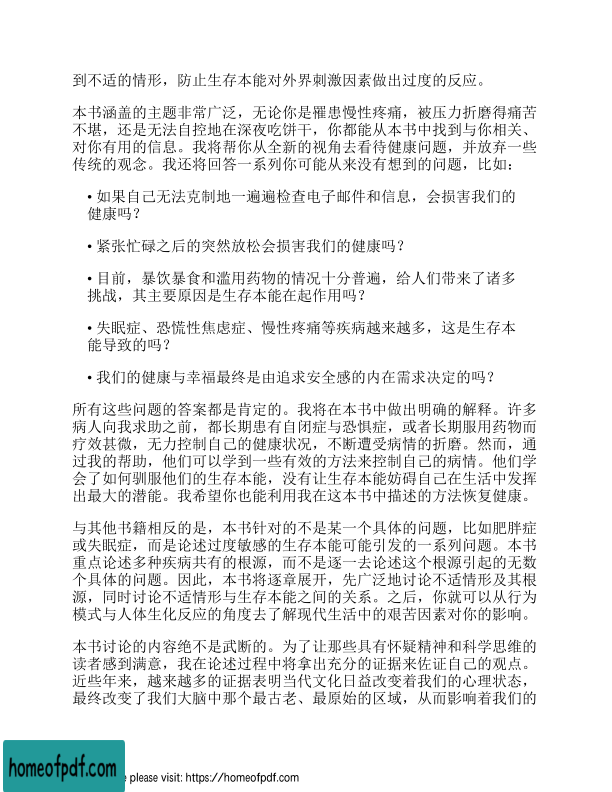 到不适的情形，防止生存本能对外界刺激因素做出过度的反应。
本书涵盖的主题非常广泛，无论你是罹患慢性疼痛，被压力折磨得痛苦
不堪，还是无法自控地在深夜吃饼干，你都能从本书中找到与你相关、
对你有用的信息。我将帮你从全新的视角去看待健康问题，并放弃一些
传统的观念。我还将回答一系列你可能从来没有想到的问题，比如：
• 如果自己无法克制地一遍遍检查电子邮件和信息，会损害我们的
健康吗？
• 紧张忙碌之后的突然放松会损害我们的健康吗？
• 目前，暴饮暴食和滥用药物的情况十分普遍，给人们带来了诸多
挑战，其主要原因是生存本能在起作用吗？
• 失眠症、恐慌性焦虑症、慢性疼痛等疾病越来越多，这是生存本
能导致的吗？
• 我们的健康与幸福最终是由追求安全感的内在需求决定的吗？
所有这些问题的答案都是肯定的。我将在本书中做出明确的解释。许多
病人向我求助之前，都长期患有自闭症与恐惧症，或者长期服用药物而
疗效甚微，无力控制自己的健康状况，不断遭受病情的折磨。然而，通
过我的帮助，他们可以学到一些有效的方法来控制自己的病情。他们学
会了如何驯服他们的生存本能，没有让生存本能妨碍自己在生活中发挥
出最大的潜能。我希望你也能利用我在这本书中描述的方法恢复健康。
与其他书籍相反的是，本书针对的不是某一个具体的问题，比如肥胖症
或失眠症，而是论述过度敏感的生存本能可能引发的一系列问题。本书
重点论述多种疾病共有的根源，而不是逐一去论述这个根源引起的无数
个具体的问题。因此，本书将逐章展开，先广泛地讨论不适情形及其根
源，同时讨论不适情形与生存本能之间的关系。之后，你就可以从行为
模式与人体生化反应的角度去了解现代生活中的艰苦因素对你的影响。
本书讨论的内容绝不是武断的。为了让那些具有怀疑精神和科学思维的
读者感到满意，我在论述过程中将拿出充分的证据来佐证自己的观点。
近些年来，越来越多的证据表明当代文化日益改变着我们的心理状态，
最终改变了我们大脑中那个最古老、最原始的区域，从而影响着我们的
homeofpdf.com
e please visit: https://homeofpdf.com